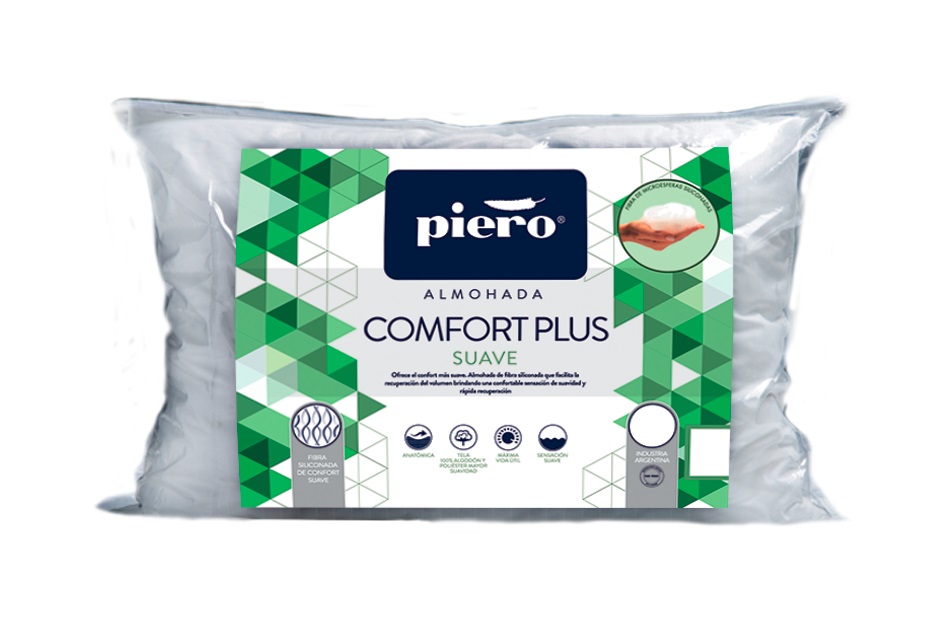 piero®
FIBRA DE MICROESFERAS SILICONADAS
ALMOHADA
COMFORT PLUS
SUAVE
Ofrece el confort más suave. Almohada de fibra siliconada que facilita la
recuperación del volumen brindando una confortable sensación de suavidad y
rápida recuperación
FIBRA
SILICONADA
DE CONFORT
SUAVE
ANATÓMICA
TELA
100% ALGODÓN Y
POLIÉSTER MAYOR
SUAVIDAD
MÁXIMA
VIDA ÚTIL
SENSACIÓN
SUAVE
INDUSTRIA
ARGENTINA